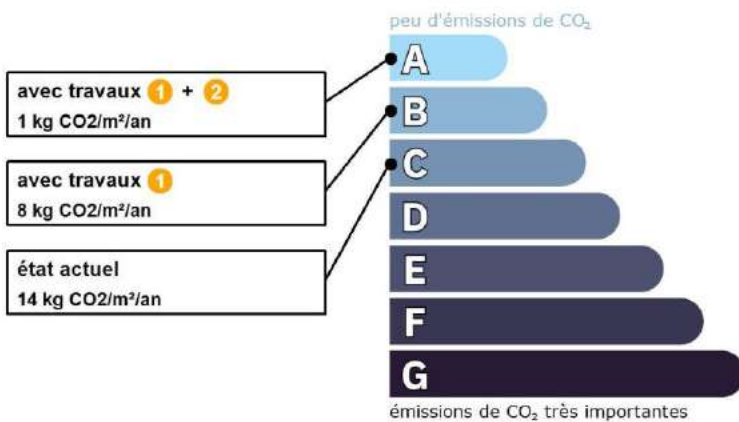 peu d'émissions de CO₂
A
avec travaux 1 + 2
1 kg CO2/m²/an
B
avec travaux 1
8 kg CO2/m²/an
C
état actuel
14 kg CO2/m²/an
D
E
F
G
émissions de CO₂ très importantes